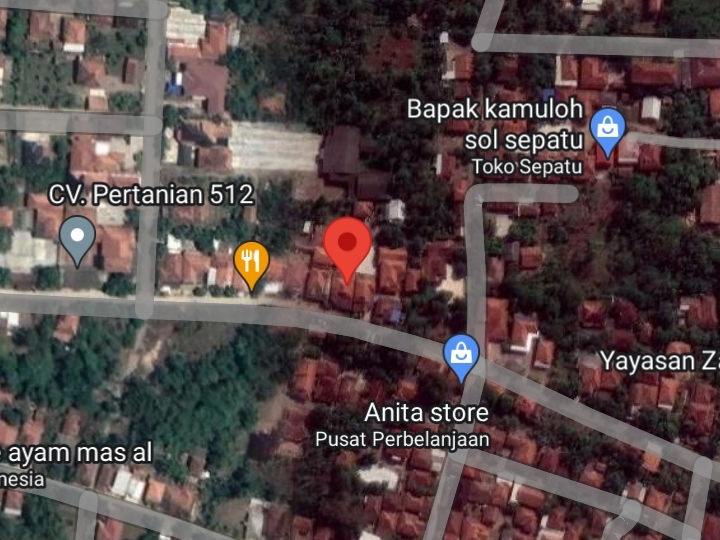 Bapak kamuloh
sol sepatu
Toko Sepatu
CV. Pertanian 512
Yayasan Za
Anita store
Pusat Perbelanjaan
ayam mas al
nesia